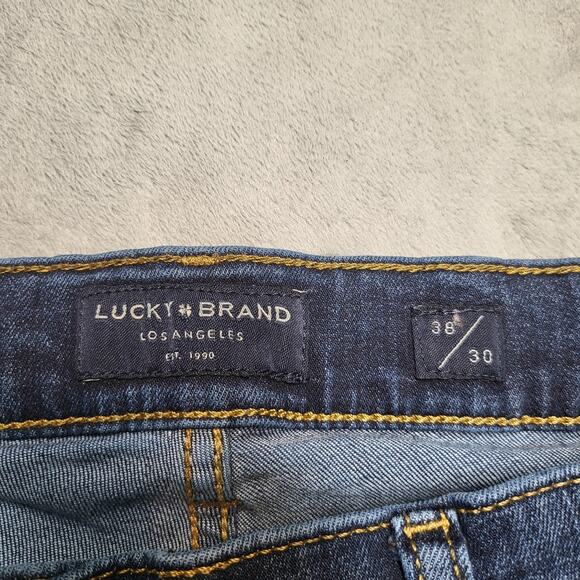 LUCKY BRAND
LOS ANGELES
EST. 1990
38/30